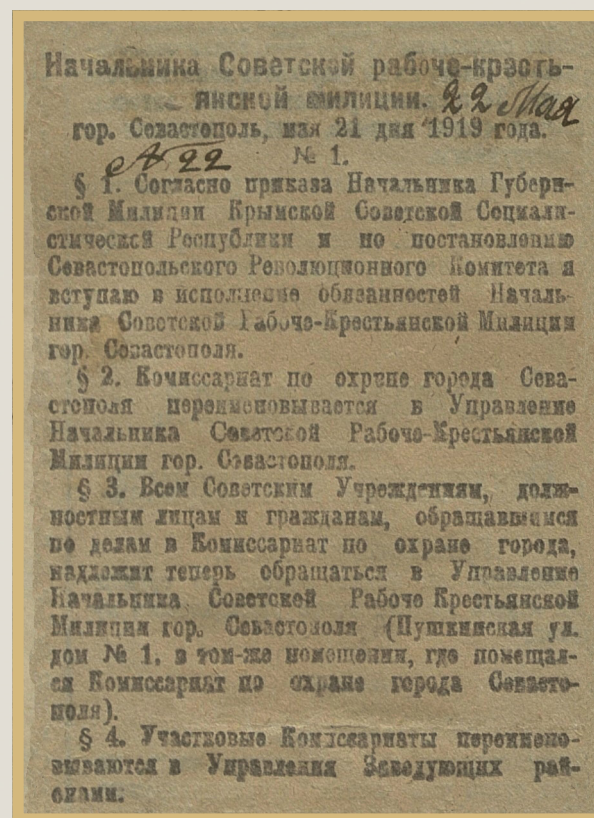 Начальника Советской рабоче-кресть-
янской милиции. 22 Мая
гор. Севастополь, мая 21 дня 1919 года.
N 22 № 1.
§ 1. Согласно приказа Начальника Губерн-
ской Милиции Крымской Советской Социали-
стической Республики и по постановлению
Севастопольского Революционного Комитета я
вступаю в исполнение обязанностей Началь-
ника Советской Рабоче-Крестьянской Милиции
гор. Севастополя.
§ 2. Комиссариат по охране города Сева-
стополя переименовывается в Управление
Начальника Советской Рабоче-Крестьянской
Милиции гор. Севастополя.
§ 3. Всем Советским Учреждениям, долж-
ностным лицам и гражданам, обращавшимся
по делам в Комиссариат по охране города,
надлежит теперь обращаться в Управление
Начальника Советской Рабоче Крестьянской
Милиции гор. Севастополя (Пушкинская ул.
дом № 1, в том-же помещении, где помещал-
ся Комиссариат по охране города Севасто-
поля).
§ 4. Участковые Комиссариаты переимено-
вываются в Управления Заведующих рай-
онами.